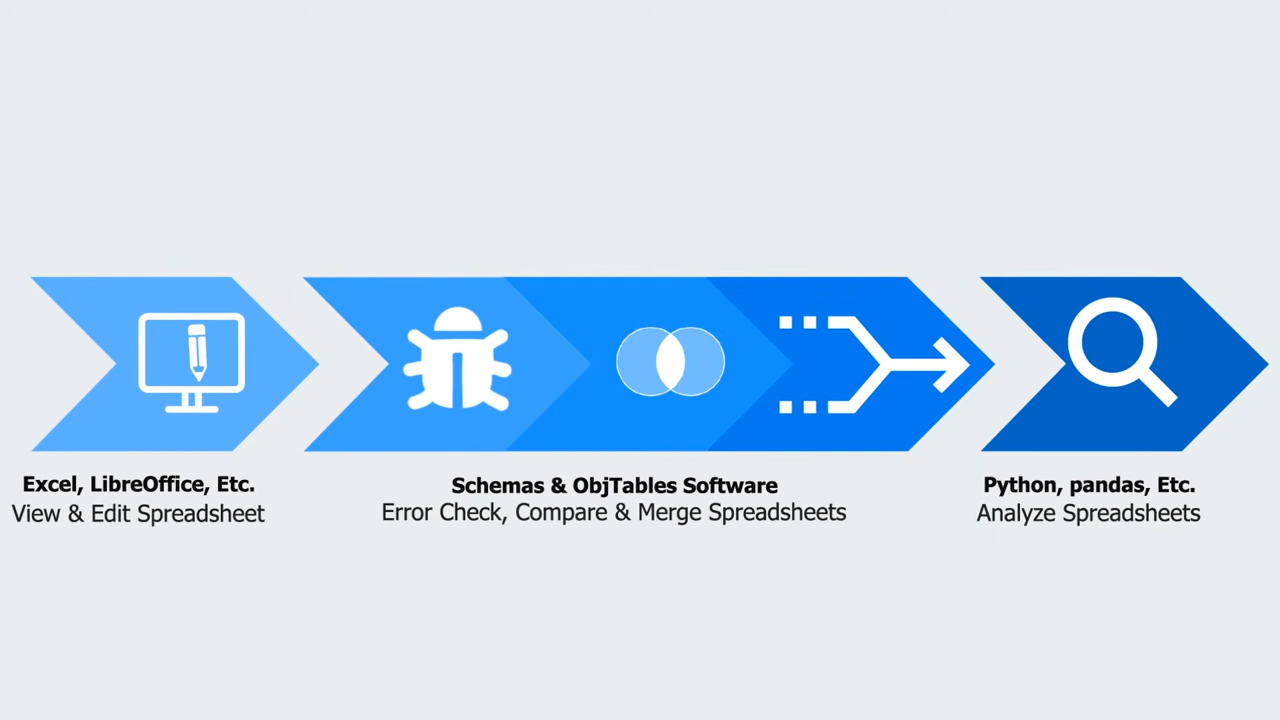 Excel, LibreOffice, Etc.
View & Edit Spreadsheet
Schemas & ObjTables Software
Error Check, Compare & Merge Spreadsheets
Python, pandas, Etc.
Analyze Spreadsheets